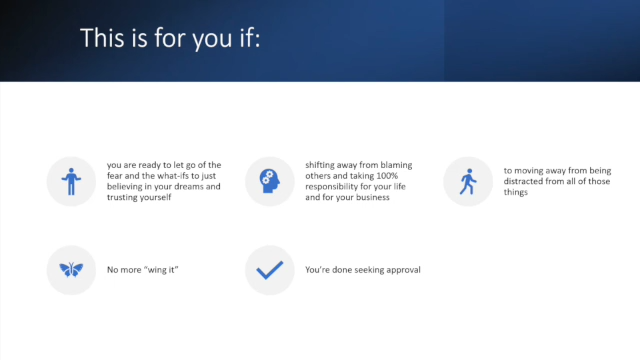 This is for you if:
you are ready to let go of the
fear and the what-ifs to just
believing in your dreams and
trusting yourself
shifting away from blaming
others and taking 100%
responsibility for your life
and for your business
to moving away from being
distracted from all of those
things
No more “wing it”
You’re done seeking approval